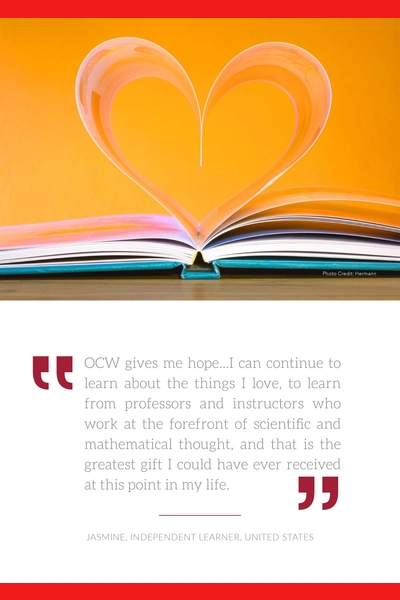 Photo Credit: Hermann
OCW gives me hope...I can continue to
learn about the things I love, to learn
from professors and instructors who
work at the forefront of scientific and
mathematical thought, and that is the
greatest gift I could have ever received
at this point in my life.
JASMINE, INDEPENDENT LEARNER, UNITED STATES